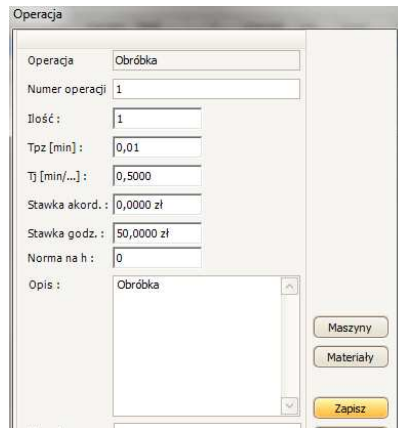 Operacja
Operacja Obróbka
Numer operacji 1
Ilość : 1
Tpz [min] : 0,01
Tj [min/...] : 0,5000
Stawka akord. : 0,0000 zł
Stawka godz. : 50,0000 zł
Norma na h : 0
Opis : Obróbka
Maszyny
Materiały
Zapisz